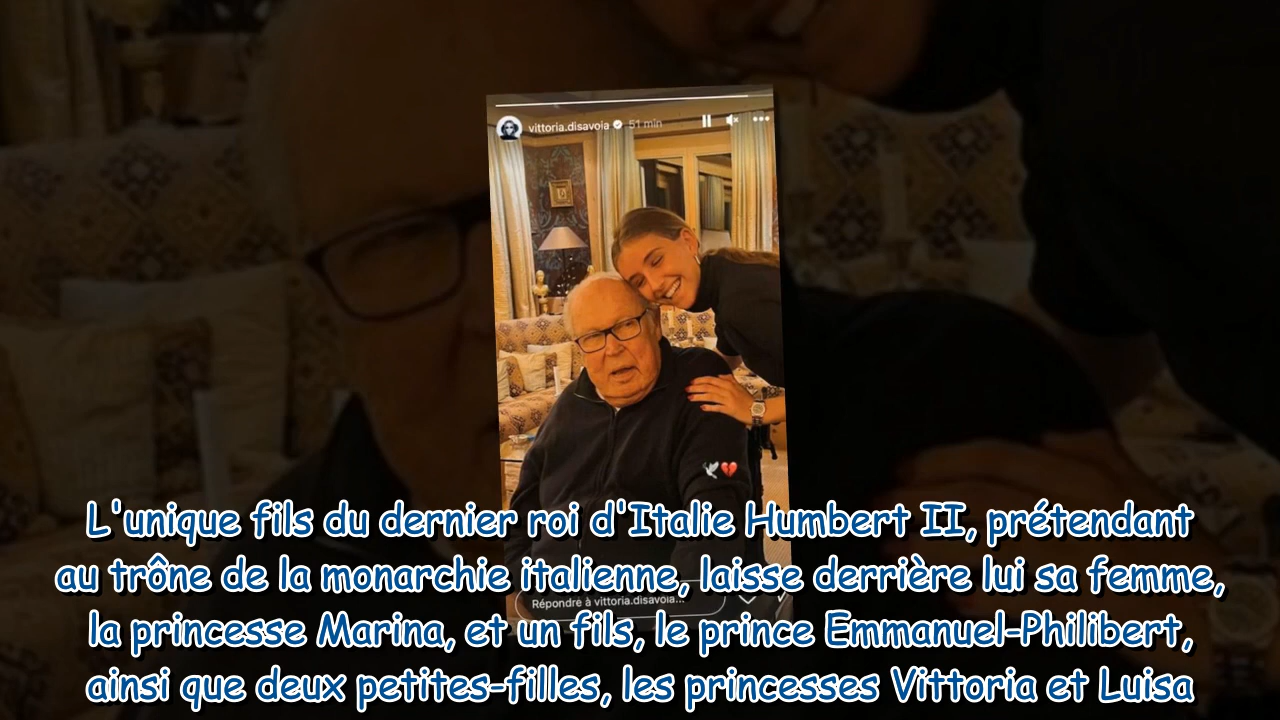 vittoria.disavoia 51 min
L'unique fils du dernier roi d'Italie Humbert II, prétendant
au trône de la monarchie italienne, laisse derrière lui sa femme,
Répondre à vittoria.disavoia...
la princesse Marina, et un fils, le prince Emmanuel-Philibert,
ainsi que deux petites-filles, les princesses Vittoria et Luisa